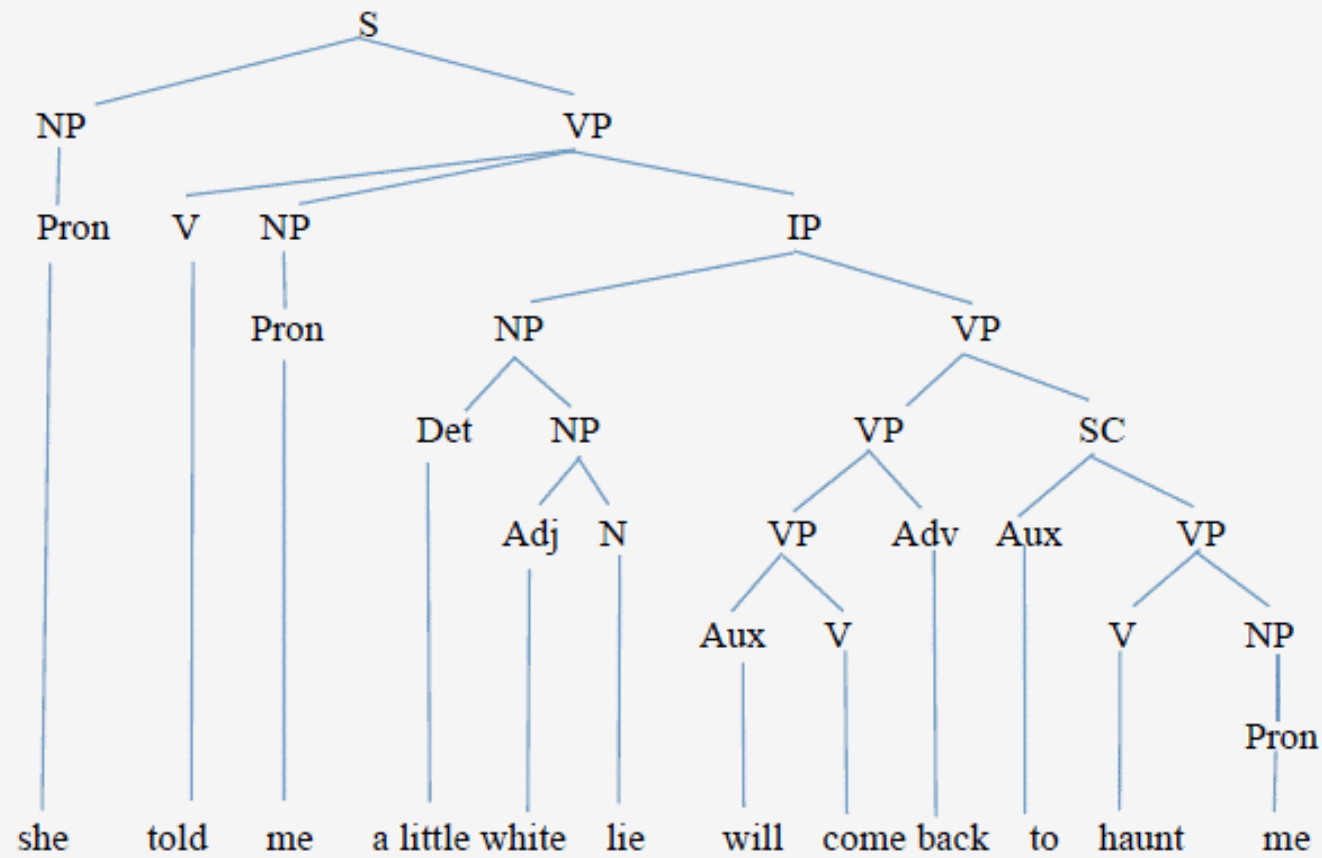 S
NP VP
Pron V NP IP
Pron NP VP
Det NP VP SC
Adj N VP Adv Aux VP
Aux V V NP
Pron
she told me a little white lie will come back to haunt me